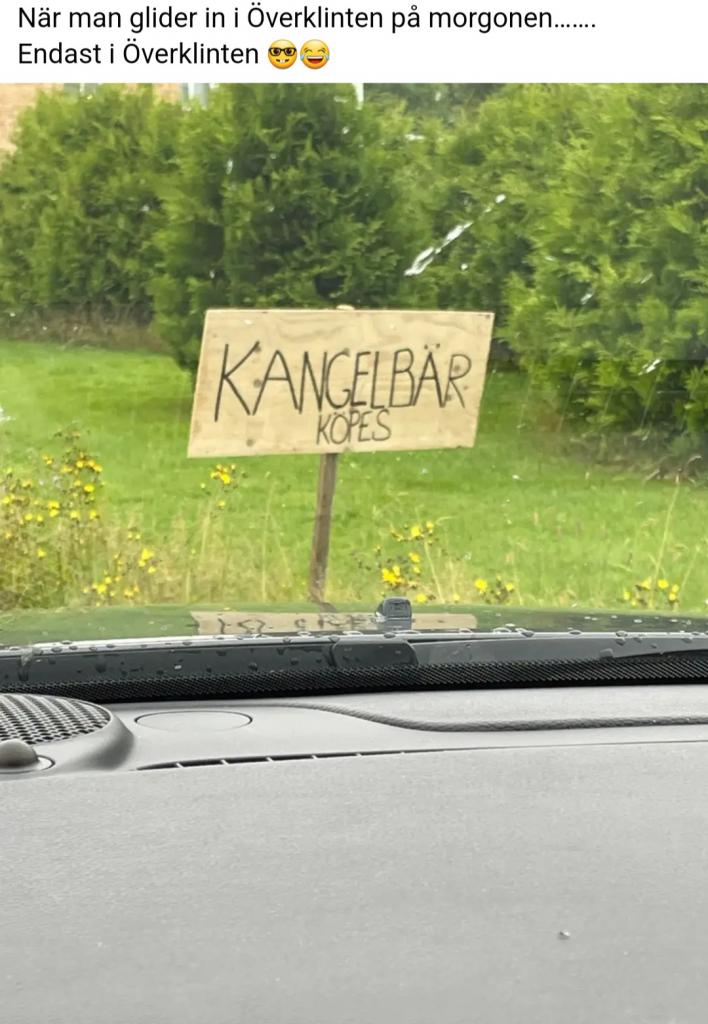 När man glider in i Överklinten på morgonen.......
Endast i Överklinten 🤓😂
KANGELBÄR
KÖPES